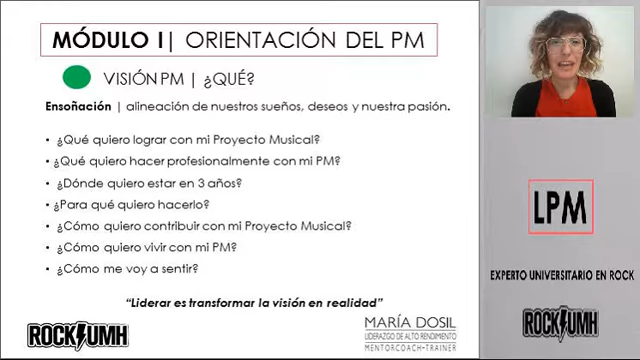 MÓDULO I| ORIENTACIÓN DEL PM
VISIÓN PM | ¿QUÉ?
Ensoñación | alineación de nuestros sueños, deseos y nuestra pasión.
• ¿Qué quiero lograr con mi Proyecto Musical?
• ¿Qué quiero hacer profesionalmente con mi PM?
• ¿Dónde quiero estar en 3 años?
• ¿Para qué quiero hacerlo?
• ¿Cómo quiero contribuir con mi Proyecto Musical?
• ¿Cómo quiero vivir con mi PM?
• ¿Cómo me voy a sentir?
“Liderar es transformar la visión en realidad”
ROCK UMH
MARÍA DOSIL
LIDERAZGO DE ALTO RENDIMIENTO
MENTORCOACH-TRAINER
LPM
EXPERTO UNIVERSITARIO EN ROCK
ROCK UMH